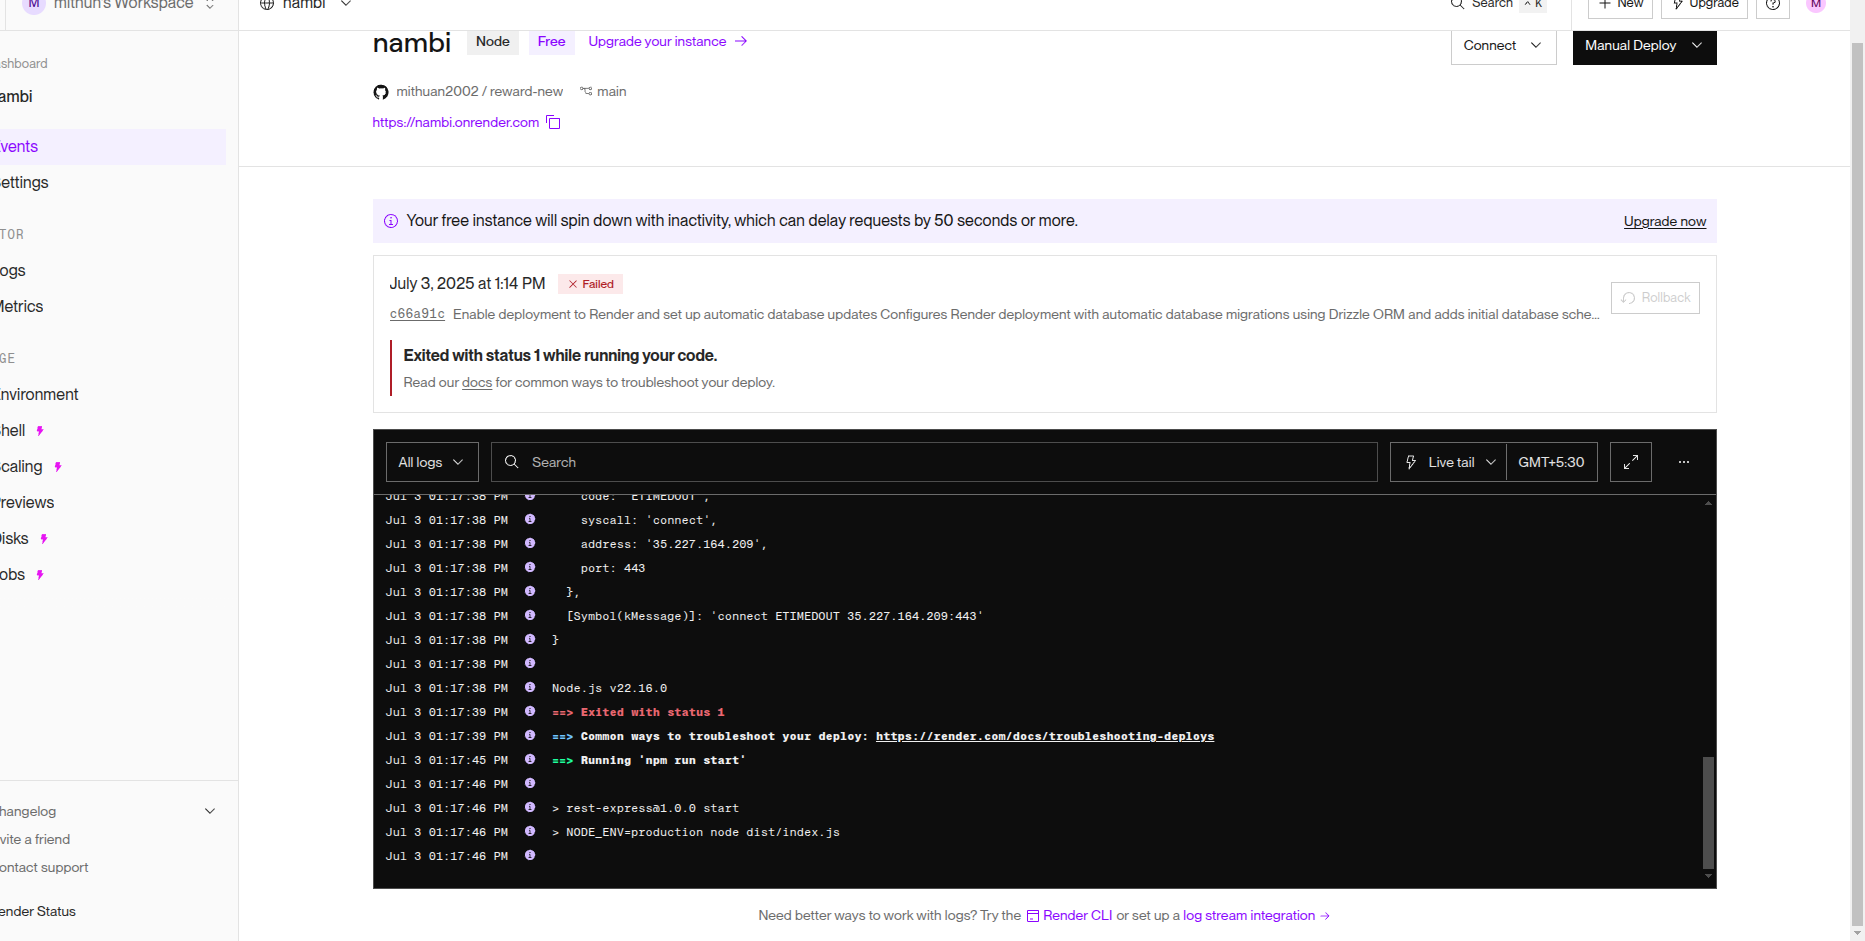 M mithun's Workspace
nambi
Search ^ K
+ New
Upgrade
M
shboard
ambi
vents
ettings
TOR
ogs
Metrics
GE
nvironment
hell
caling
reviews
isks
obs
hangelog
vite a friend
ontact support
ender Status
nambi Node Free Upgrade your instance →
Connect
Manual Deploy
mithuan2002 / reward-new main
https://nambi.onrender.com
Your free instance will spin down with inactivity, which can delay requests by 50 seconds or more.
Upgrade now
July 3, 2025 at 1:14 PM Failed
Rollback
c66a91c Enable deployment to Render and set up automatic database updates Configures Render deployment with automatic database migrations using Drizzle ORM and adds initial database sche...
Exited with status 1 while running your code.
Read our docs for common ways to troubleshoot your deploy.
All logs
Search
Live tail
GMT+5:30
...
Jul 3 01:17:38 PM code: 'ETIMEDOUT',
Jul 3 01:17:38 PM syscall: 'connect',
Jul 3 01:17:38 PM address: '35.227.164.209',
Jul 3 01:17:38 PM port: 443
Jul 3 01:17:38 PM },
Jul 3 01:17:38 PM [Symbol(kMessage)]: 'connect ETIMEDOUT 35.227.164.209:443'
Jul 3 01:17:38 PM }
Jul 3 01:17:38 PM
Jul 3 01:17:38 PM Node.js v22.16.0
Jul 3 01:17:39 PM ==> Exited with status 1
Jul 3 01:17:39 PM ==> Common ways to troubleshoot your deploy: https://render.com/docs/troubleshooting-deploys
Jul 3 01:17:45 PM ==> Running 'npm run start'
Jul 3 01:17:46 PM
Jul 3 01:17:46 PM > rest-express@1.0.0 start
Jul 3 01:17:46 PM > NODE_ENV=production node dist/index.js
Jul 3 01:17:46 PM
Need better ways to work with logs? Try the Render CLI or set up a log stream integration →